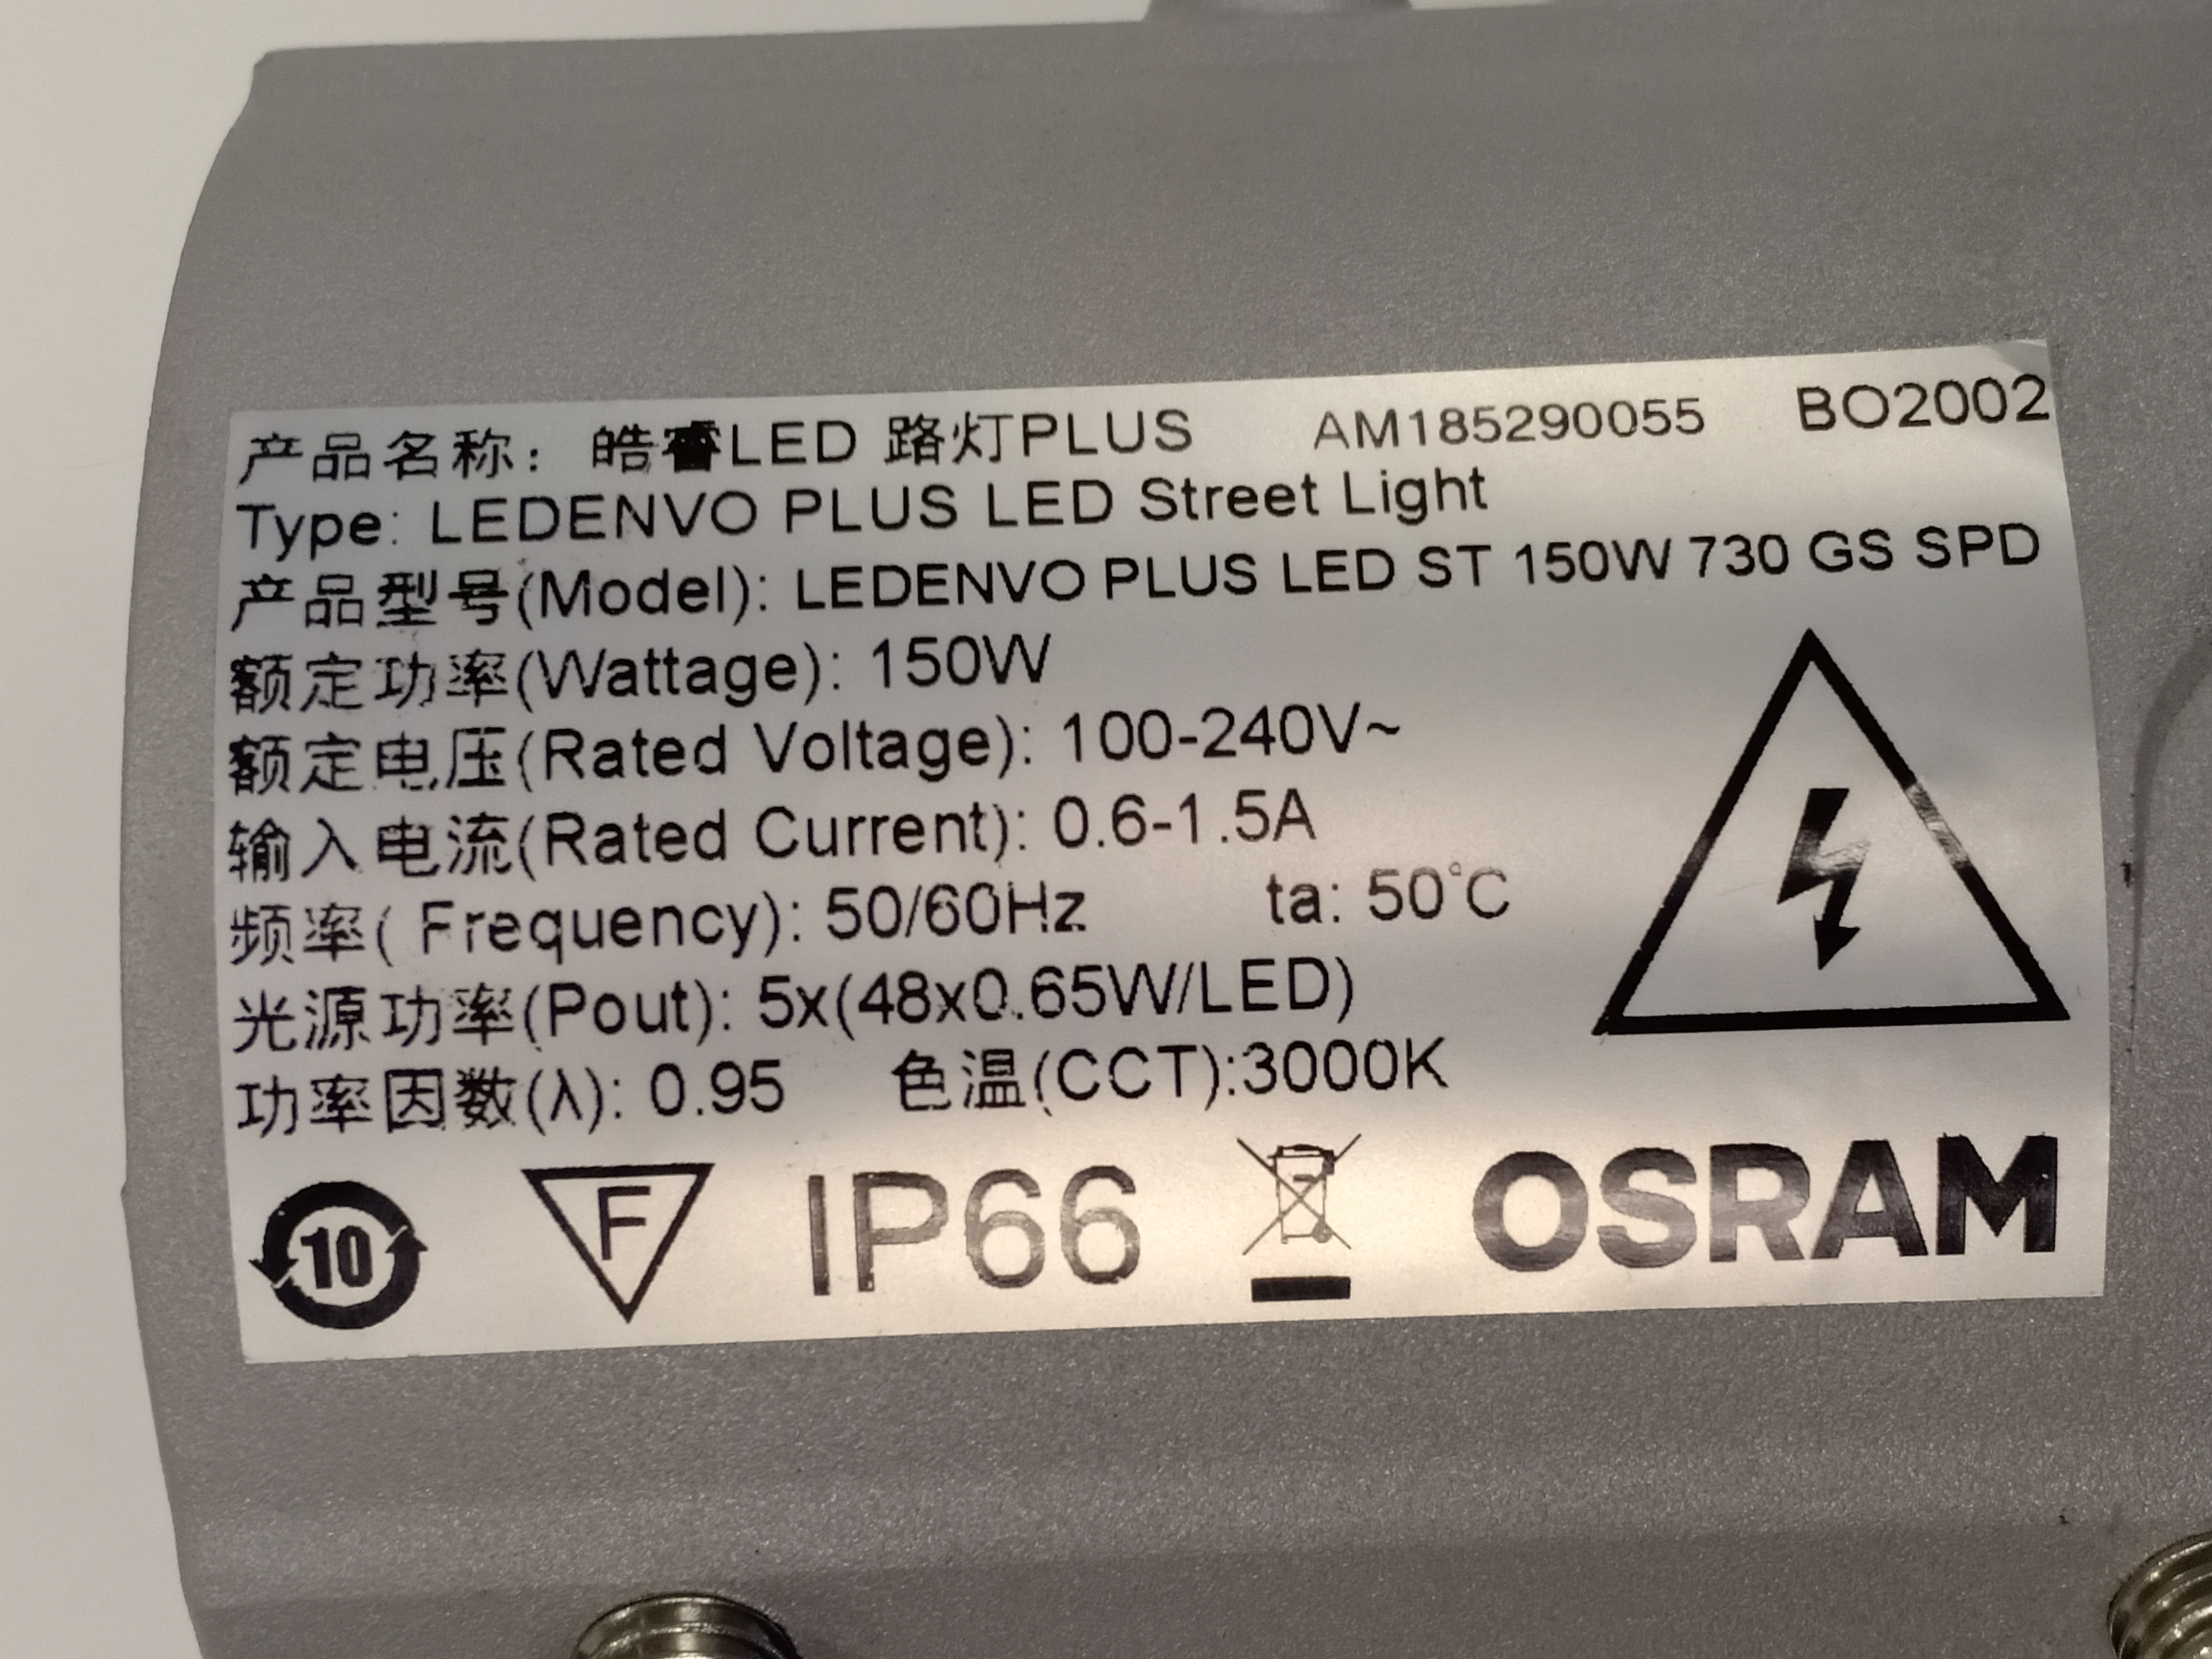 产品名称：皓睿LED 路灯PLUS AM185290055 BO2002
Type: LEDENVO PLUS LED Street Light
产品型号(Model): LEDENVO PLUS LED ST 150W 730 GS SPD
额定功率(Wattage): 150W
额定电压(Rated Voltage): 100-240V~
输入电流(Rated Current): 0.6-1.5A
频率( Frequency): 50/60Hz ta: 50°C
光源功率(Pout): 5x(48x0.65W/LED)
功率因数(λ): 0.95 色温(CCT):3000K
10 F IP66 OSRAM